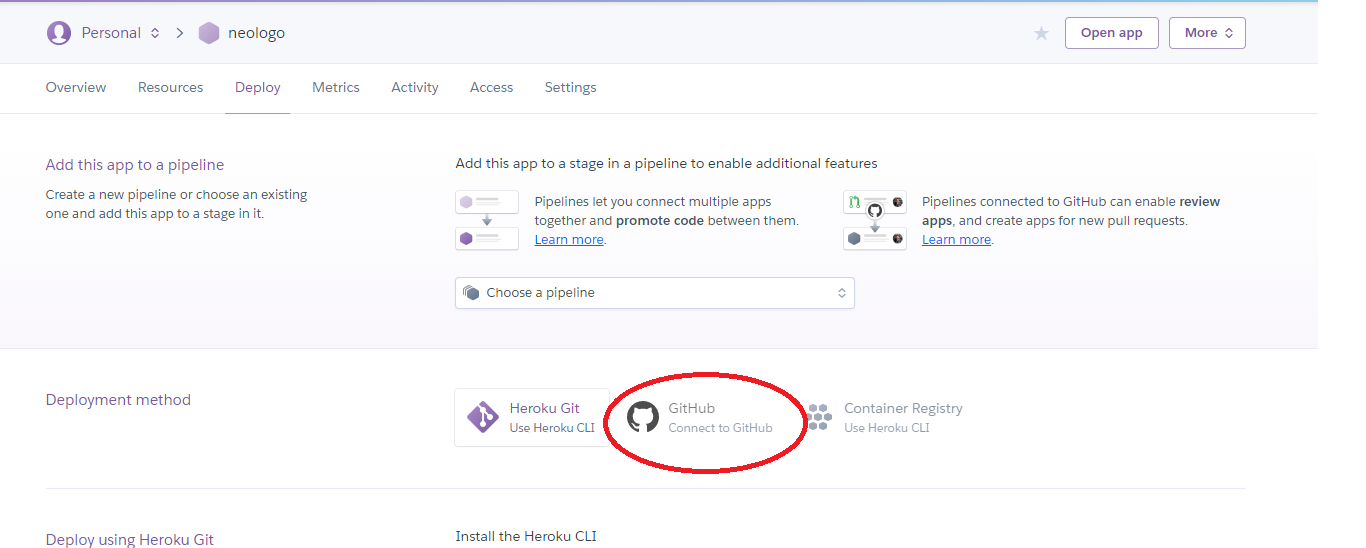 Personal > neologo
Open app
More
Overview
Resources
Deploy
Metrics
Activity
Access
Settings
Add this app to a pipeline
Create a new pipeline or choose an existing
one and add this app to a stage in it.
Add this app to a stage in a pipeline to enable additional features
Pipelines let you connect multiple apps
together and promote code between them.
Learn more.
Pipelines connected to GitHub can enable review
apps, and create apps for new pull requests.
Learn more.
Choose a pipeline
Deployment method
Heroku Git
Use Heroku CLI
GitHub
Connect to GitHub
Container Registry
Use Heroku CLI
Deploy using Heroku Git
Install the Heroku CLI